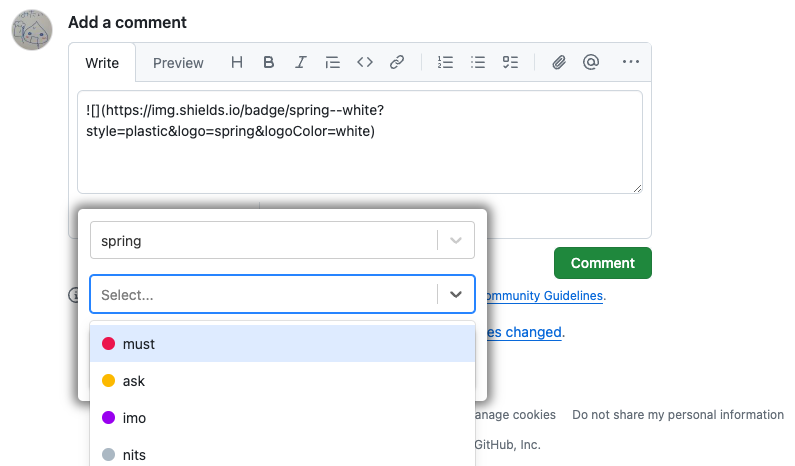 Add a comment
Write Preview
![](https://img.shields.io/badge/spring--white?
style=plastic&logo=spring&logoColor=white)
spring
Comment
Select...
ommunity Guidelines.
es changed.
must
ask
imo
anage cookies Do not share my personal information
GitHub, Inc.
nits